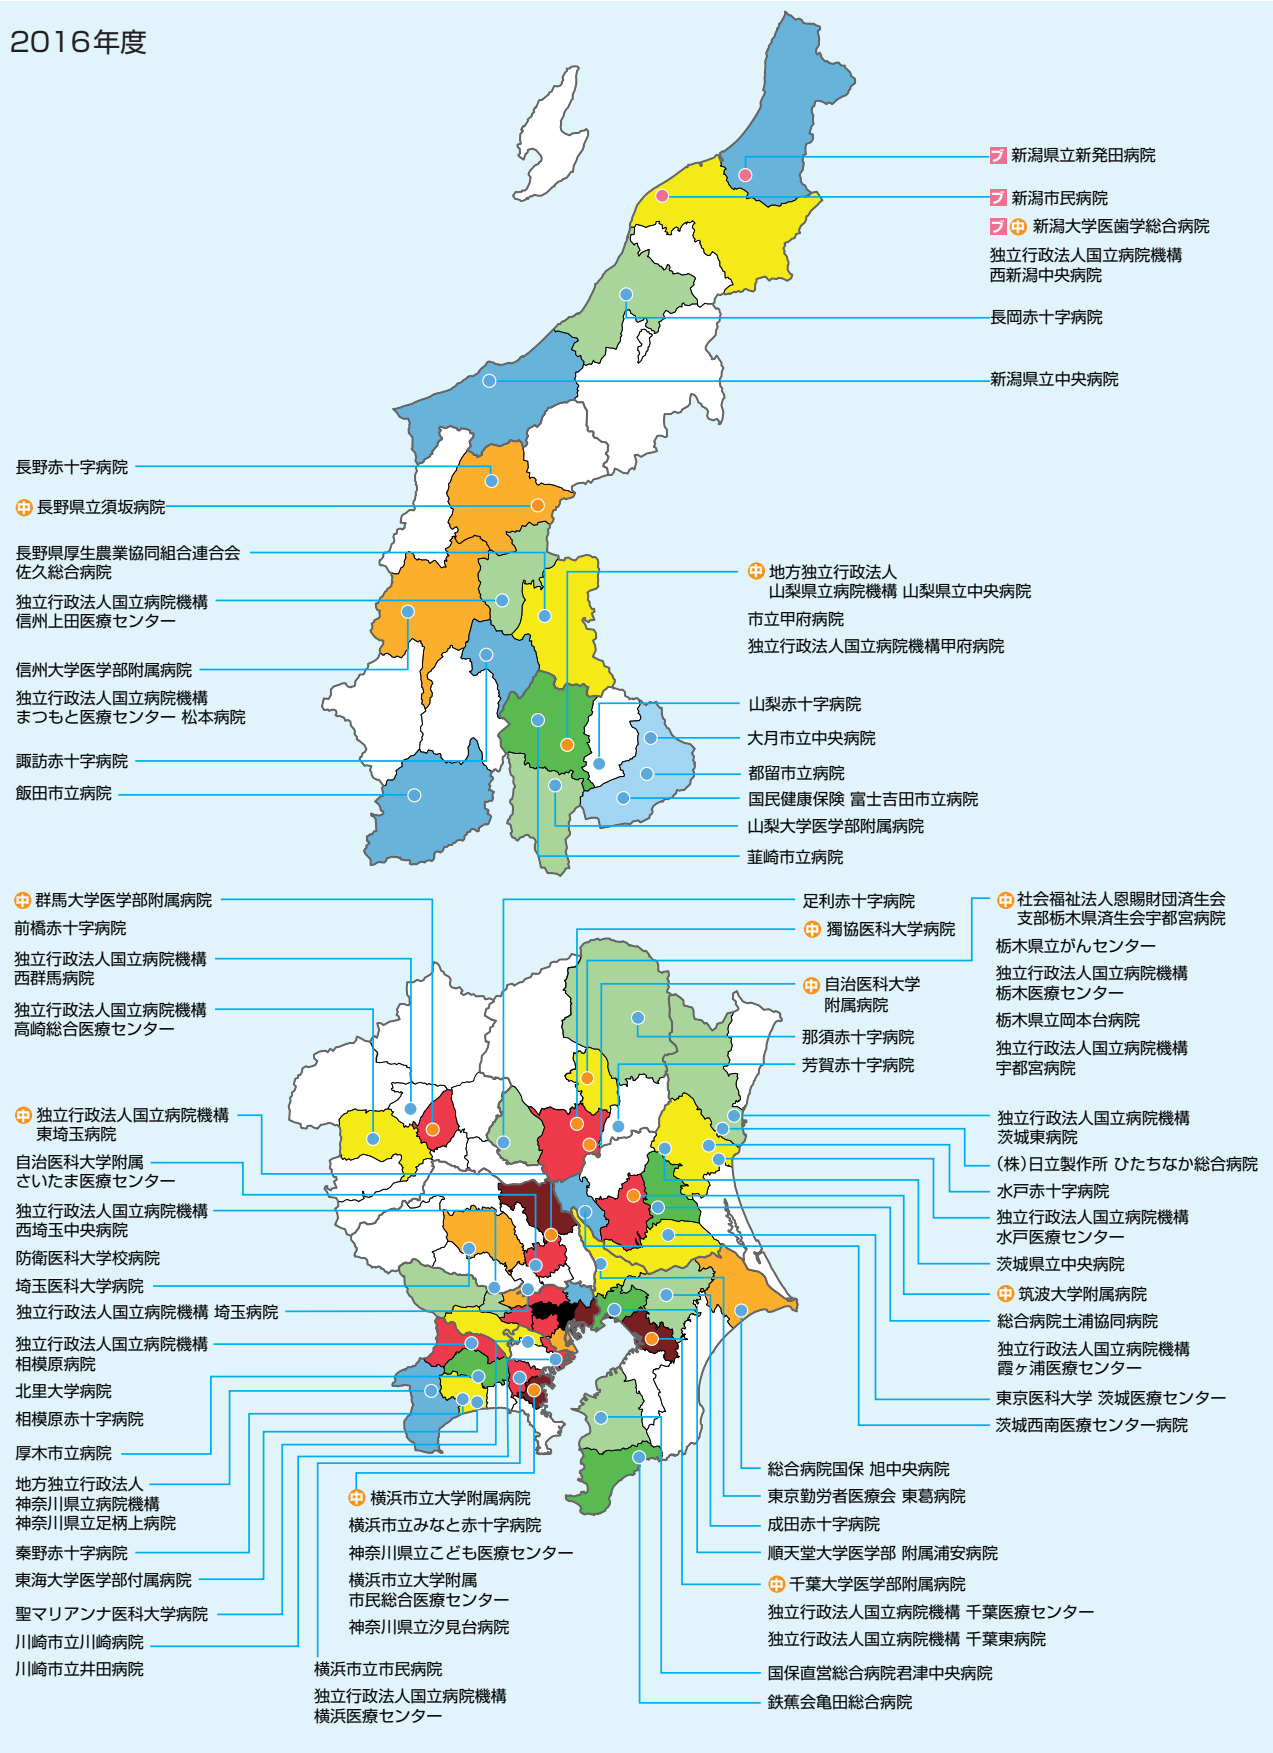 2016年度
ブ 新潟県立新発田病院
ブ 新潟市民病院
ブ 中 新潟大学医歯学総合病院
独立行政法人国立病院機構
西新潟中央病院
長岡赤十字病院
新潟県立中央病院
長野赤十字病院
中 長野県立須坂病院
長野県厚生農業協同組合連合会
佐久総合病院
独立行政法人国立病院機構
信州上田医療センター
信州大学医学部附属病院
独立行政法人国立病院機構
まつもと医療センター 松本病院
諏訪赤十字病院
飯田市立病院
中 地方独立行政法人
山梨県立病院機構 山梨県立中央病院
市立甲府病院
独立行政法人国立病院機構甲府病院
山梨赤十字病院
大月市立中央病院
都留市立病院
国民健康保険 富士吉田市立病院
山梨大学医学部附属病院
韮崎市立病院
中 群馬大学医学部附属病院
前橋赤十字病院
独立行政法人国立病院機構
西群馬病院
独立行政法人国立病院機構
高崎総合医療センター
中 独立行政法人国立病院機構
東埼玉病院
自治医科大学附属
さいたま医療センター
独立行政法人国立病院機構
西埼玉中央病院
防衛医科大学校病院
埼玉医科大学病院
独立行政法人国立病院機構 埼玉病院
独立行政法人国立病院機構
相模原病院
北里大学病院
相模原赤十字病院
厚木市立病院
地方独立行政法人
神奈川県立病院機構
神奈川県立足柄上病院
秦野赤十字病院
東海大学医学部付属病院
聖マリアンナ医科大学病院
川崎市立川崎病院
川崎市立井田病院
足利赤十字病院
中 獨協医科大学病院
中 自治医科大学
附属病院
那須赤十字病院
芳賀赤十字病院
中 社会福祉法人恩賜財団済生会
支部栃木県済生会宇都宮病院
栃木県立がんセンター
独立行政法人国立病院機構
栃木医療センター
栃木県立岡本台病院
独立行政法人国立病院機構
宇都宮病院
独立行政法人国立病院機構
茨城東病院
(株)日立製作所 ひたちなか総合病院
水戸赤十字病院
独立行政法人国立病院機構
水戸医療センター
茨城県立中央病院
中 筑波大学附属病院
総合病院土浦協同病院
独立行政法人国立病院機構
霞ヶ浦医療センター
東京医科大学 茨城医療センター
茨城西南医療センター病院
中 横浜市立大学附属病院
横浜市立みなと赤十字病院
神奈川県立こども医療センター
横浜市立大学附属
市民総合医療センター
神奈川県立汐見台病院
横浜市立市民病院
独立行政法人国立病院機構
横浜医療センター
総合病院国保 旭中央病院
東京勤労者医療会 東葛病院
成田赤十字病院
順天堂大学医学部 附属浦安病院
中 千葉大学医学部附属病院
独立行政法人国立病院機構 千葉医療センター
独立行政法人国立病院機構 千葉東病院
国保直営総合病院君津中央病院
鉄蕉会亀田総合病院